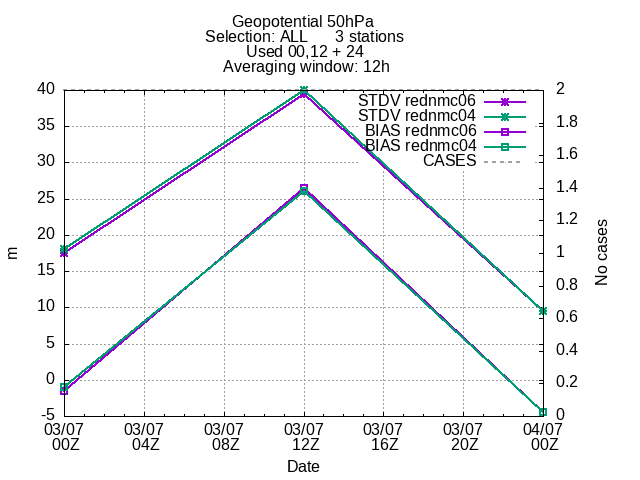 Geopotential 50hPa
Selection: ALL 3 stations
Used 00,12 + 24
Averaging window: 12h
40
35
30
25
20
15
10
5
0
-5
m
2
1.8
1.6
1.4
1.2
1
0.8
0.6
0.4
0.2
0
No cases
STDV rednmc06
STDV rednmc04
BIAS rednmc06
BIAS rednmc04
CASES
03/07 03/07 03/07 03/07 03/07 03/07 04/07
00Z 04Z 08Z 12Z 16Z 20Z 00Z
Date